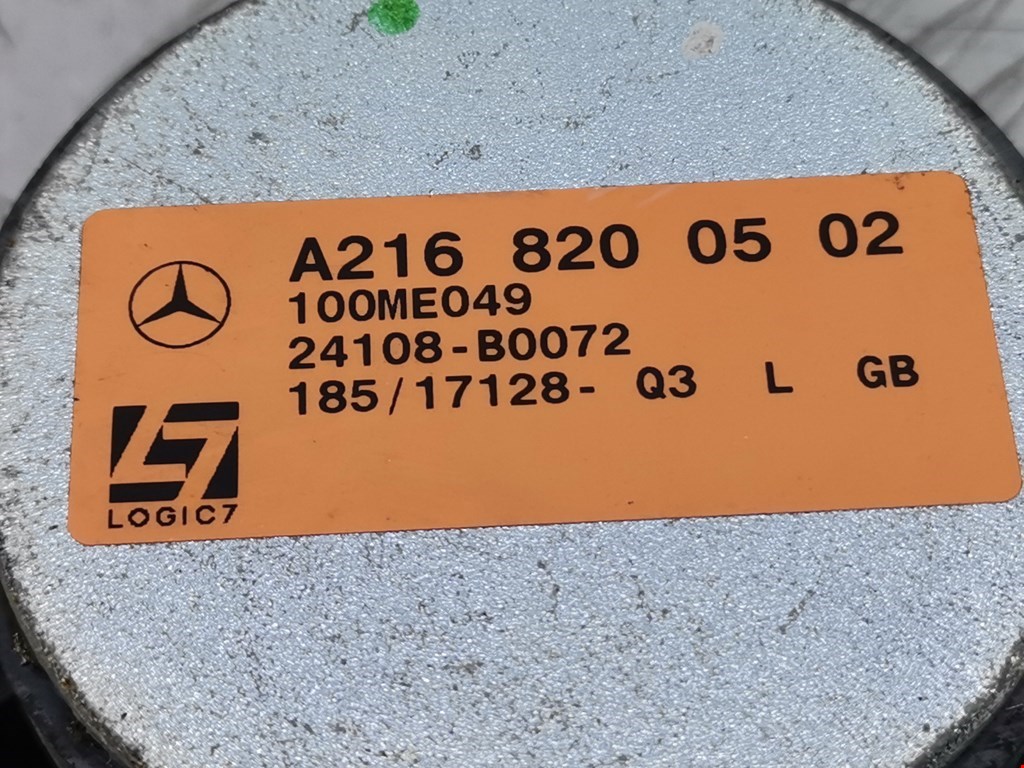 A216 820 05 02
100ME049
24108-B0072
185/17128- Q3 L GB
LOGIC7